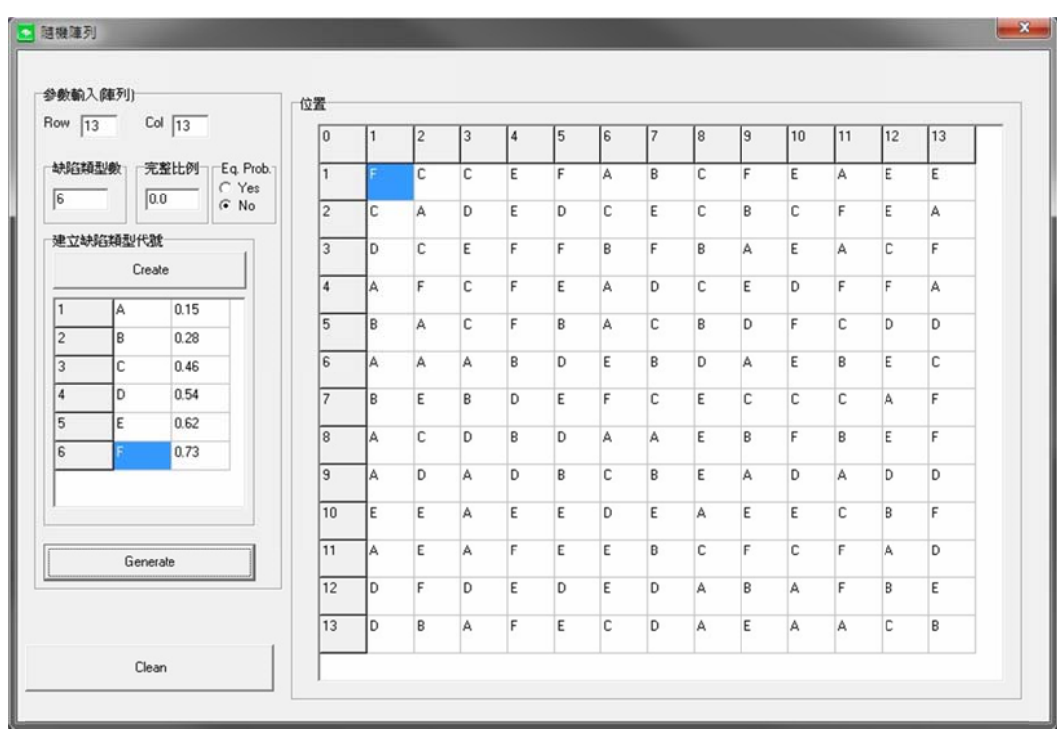 隨機陣列
參數輸入(陣列)
Row 13 Col 13
缺陷類型數 完整比例 Eq. Prob.
6 0.0 Yes
No
建立缺陷類型代號
Create
1 A 0.15
2 B 0.28
3 C 0.46
4 D 0.54
5 E 0.62
6 F 0.73
Generate
Clean
位置
0 1 2 3 4 5 6 7 8 9 10 11 12 13
1 F C C E F A B C F E A E E
2 C A D E D C E C B C F E A
3 D C E F F B F B A E A C F
4 A F C F E A D C E D F F A
5 B A C F B A C B D F C D D
6 A A A B D E B D A E B E C
7 B E B D E F C E C C C A F
8 A C D B D A A E B F B E F
9 A D A D B C B E A D A D D
10 E E A E E D E A E E C B F
11 A E A F E E B C F C F A D
12 D F D E D E D A B A F B E
13 D B A F E C D A E A A C B